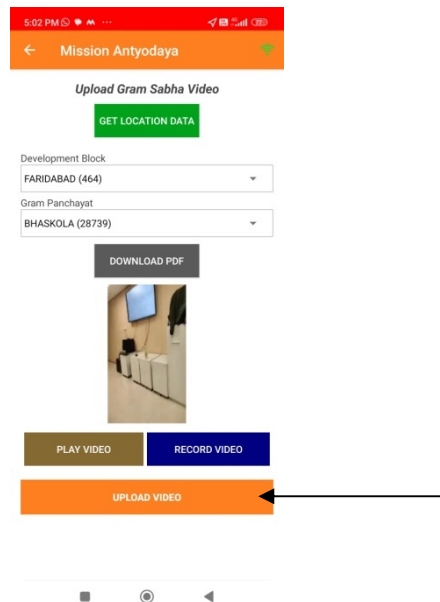 5:02 PM
Mission Antyodaya
Upload Gram Sabha Video
GET LOCATION DATA
Development Block
FARIDABAD (464)
Gram Panchayat
BHASKOLA (28739)
DOWNLOAD PDF
PLAY VIDEO
RECORD VIDEO
UPLOAD VIDEO